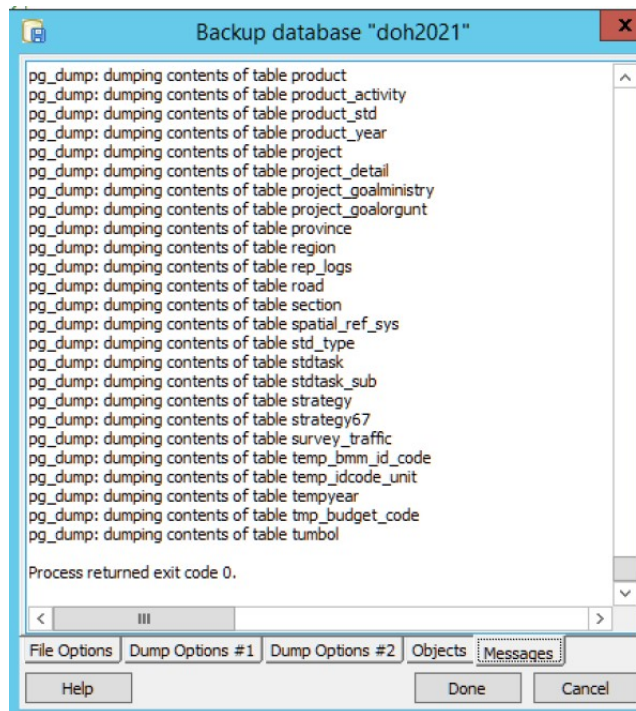 Backup database "doh2021"
x
pg_dump: dumping contents of table product
pg_dump: dumping contents of table product_activity
pg_dump: dumping contents of table product_std
pg_dump: dumping contents of table product_year
pg_dump: dumping contents of table project
pg_dump: dumping contents of table project_detail
pg_dump: dumping contents of table project_goalministry
pg_dump: dumping contents of table project_goalorgunt
pg_dump: dumping contents of table province
pg_dump: dumping contents of table region
pg_dump: dumping contents of table rep_logs
pg_dump: dumping contents of table road
pg_dump: dumping contents of table section
pg_dump: dumping contents of table spatial_ref_sys
pg_dump: dumping contents of table std_type
pg_dump: dumping contents of table stdtask
pg_dump: dumping contents of table stdtask_sub
pg_dump: dumping contents of table strategy
pg_dump: dumping contents of table strategy67
pg_dump: dumping contents of table survey_traffic
pg_dump: dumping contents of table temp_bmm_id_code
pg_dump: dumping contents of table temp_idcode_unit
pg_dump: dumping contents of table tempyear
pg_dump: dumping contents of table tmp_budget_code
pg_dump: dumping contents of table tumbol
Process returned exit code 0.
File Options Dump Options #1 Dump Options #2 Objects Messages
Help Done Cancel